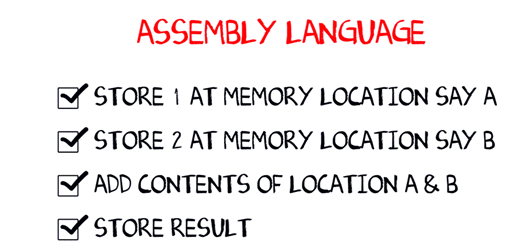 ASSEMBLY LANGUAGE
STORE 1 AT MEMORY LOCATION SAY A
STORE 2 AT MEMORY LOCATION SAY B
ADD CONTENTS OF LOCATION A & B
STORE RESULT